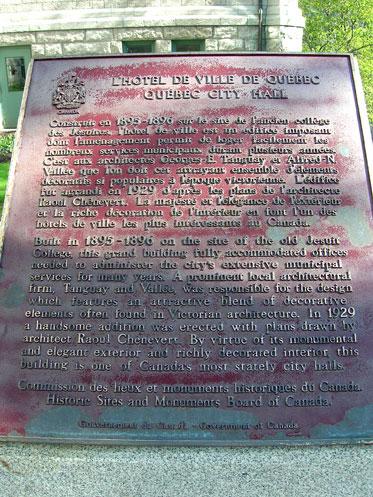 L'HÔTEL DE VILLE DE QUÉBEC
QUÉBEC CITY HALL
Construit en 1895-1896 sur le site de l'ancien collège
des Jésuites, l'hôtel de ville est un édifice imposant
dont l'aménagement permit de loger facilement les
nombreux services municipaux durant plusieurs années.
C'est aux architectes Georges-E. Tanguay et Alfred-N.
Vallée que l'on doit cet attrayant ensemble d'éléments
décoratifs si populaires à l'époque victorienne. L'édifice
fut agrandi en 1929 d'après les plans de l'architecte
Raoul Chênevert. La majesté et l'élégance de l'extérieur
et la riche décoration de l'intérieur en font l'un des
hôtels de ville les plus intéressants au Canada.
Built in 1895-1896 on the site of the old Jesuit
College, this grand building fully accommodated offices
needed to administer the city's extensive municipal
services for many years. A prominent local architectural
firm, Tanguay and Vallée, was responsible for the design
which features an attractive blend of decorative
elements often found in Victorian architecture. In 1929
a handsome addition was erected with plans drawn by
architect Raoul Chênevert. By virtue of its monumental
and elegant exterior and richly decorated interior, this
building is one of Canada's most stately city halls.
Commission des lieux et monuments historiques du Canada.
Historic Sites and Monuments Board of Canada.
Gouvernement du Canada - Government of Canada